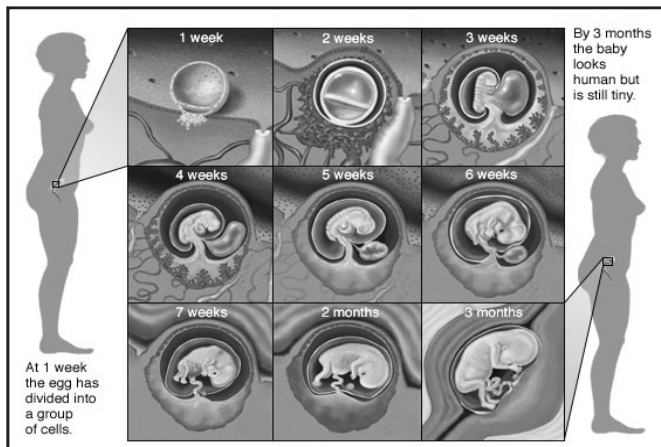 1 week
2 weeks
3 weeks
By 3 months
the baby
looks
human but
is still tiny.
4 weeks
5 weeks
6 weeks
7 weeks
2 months
3 months
At 1 week
the egg has
divided into
a group
of cells.